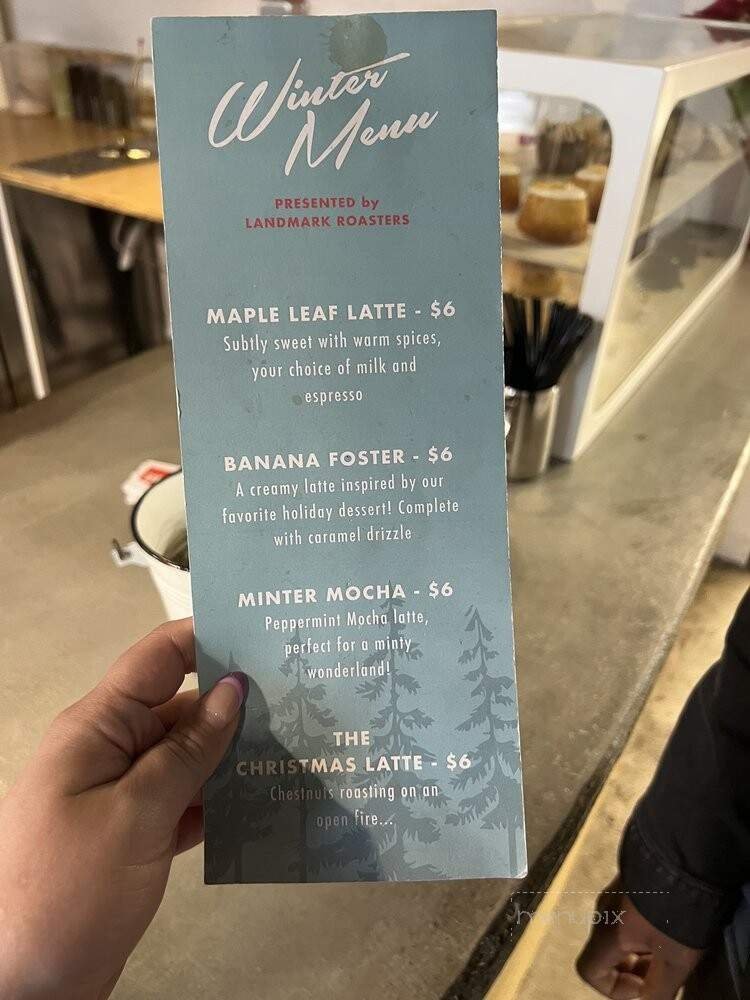 Winter
Menu
PRESENTED by
LANDMARK ROASTERS
MAPLE LEAF LATTE - $6
Subtly sweet with warm spices,
your choice of milk and
espresso
BANANA FOSTER - $6
A creamy latte inspired by our
favorite holiday dessert! Complete
with caramel drizzle
MINTER MOCHA - $6
Peppermint Mocha latte,
perfect for a minty
wonderland!
THE
CHRISTMAS LATTE - $6
Chestnuts roasting on an
open fire...
menupix